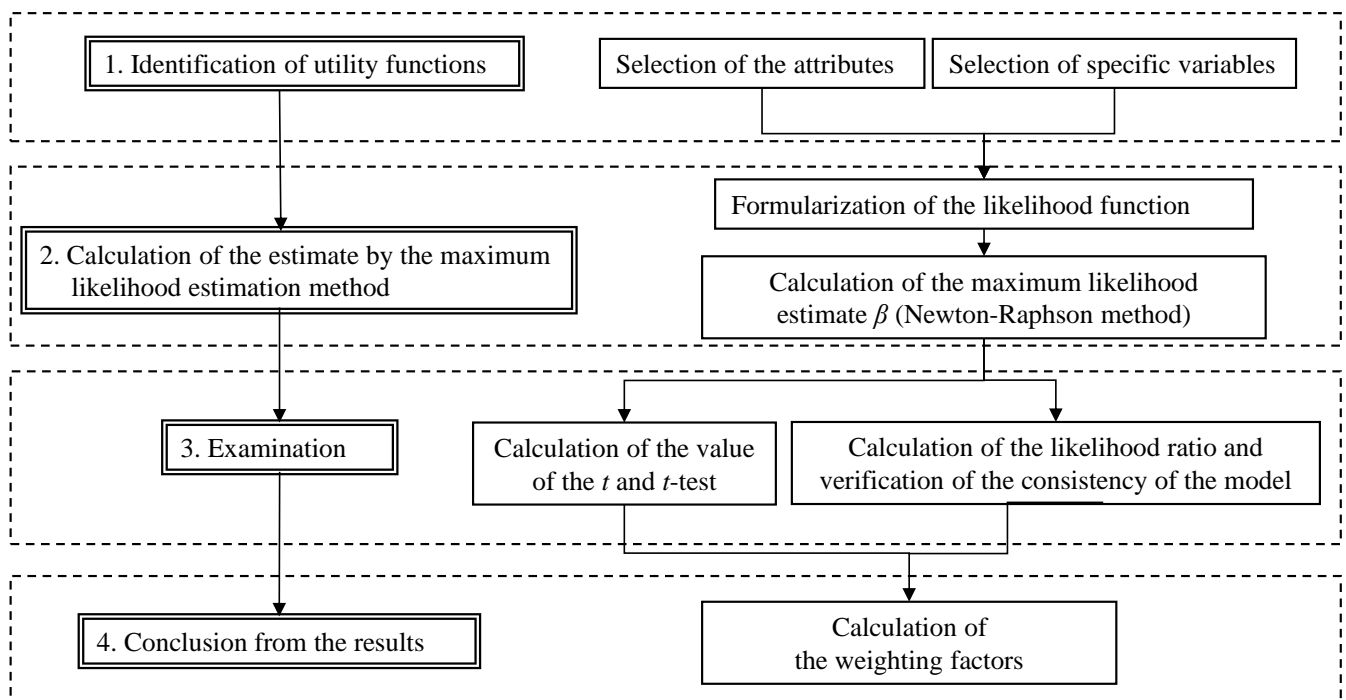 1. Identification of utility functions
Selection of the attributes
Selection of specific variables
Formularization of the likelihood function
2. Calculation of the estimate by the maximum
likelihood estimation method
Calculation of the maximum likelihood
estimate β (Newton-Raphson method)
3. Examination
Calculation of the value
of the t and t-test
Calculation of the likelihood ratio and
verification of the consistency of the model
4. Conclusion from the results
Calculation of
the weighting factors